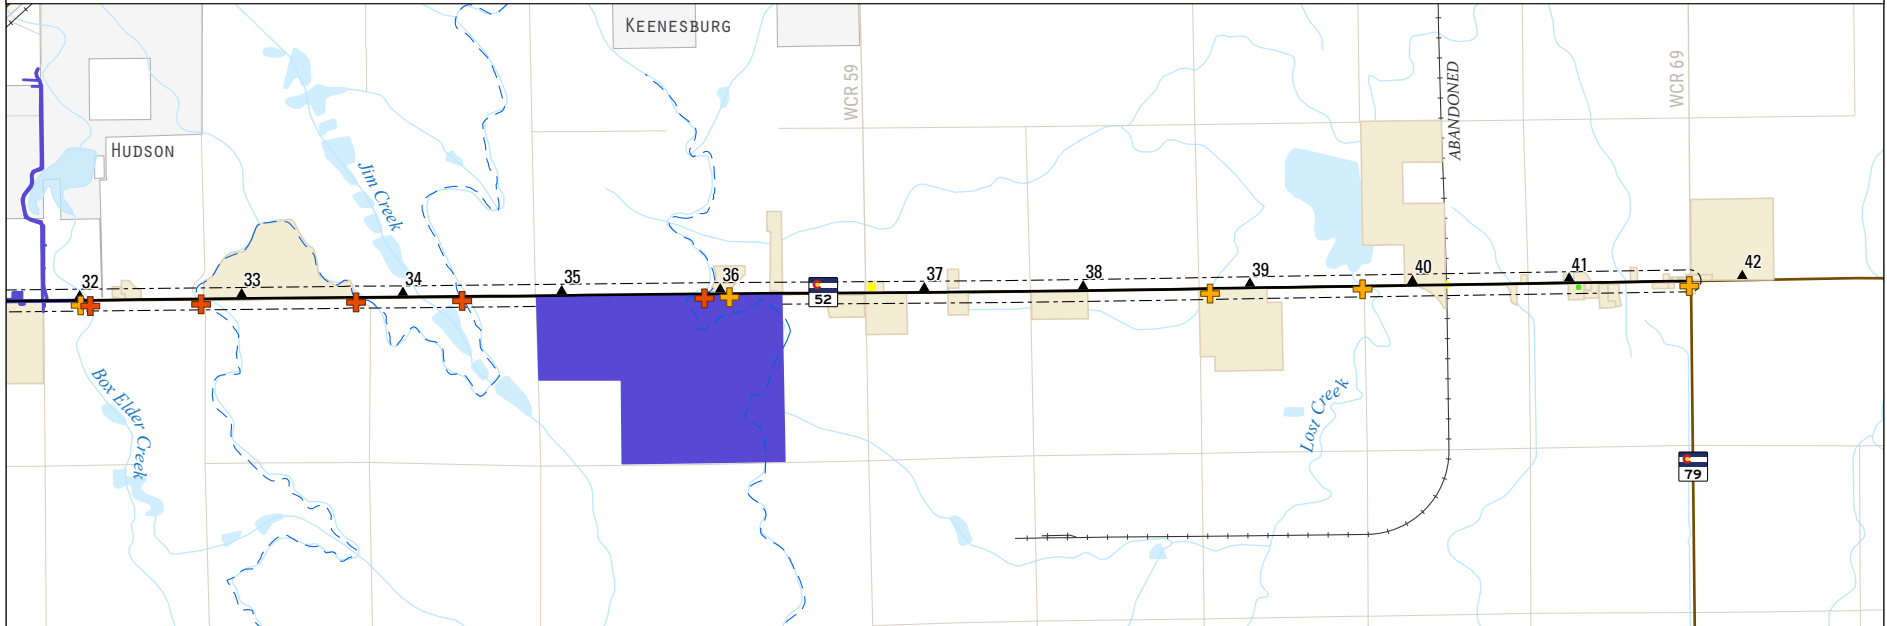 KEENESBURG
WCR 59
WCR 69
ABANDONED
HUDSON
Jim Creek
32
33
34
35
36
52
37
38
39
40
41
42
Box Elder Creek
Lost Creek
79